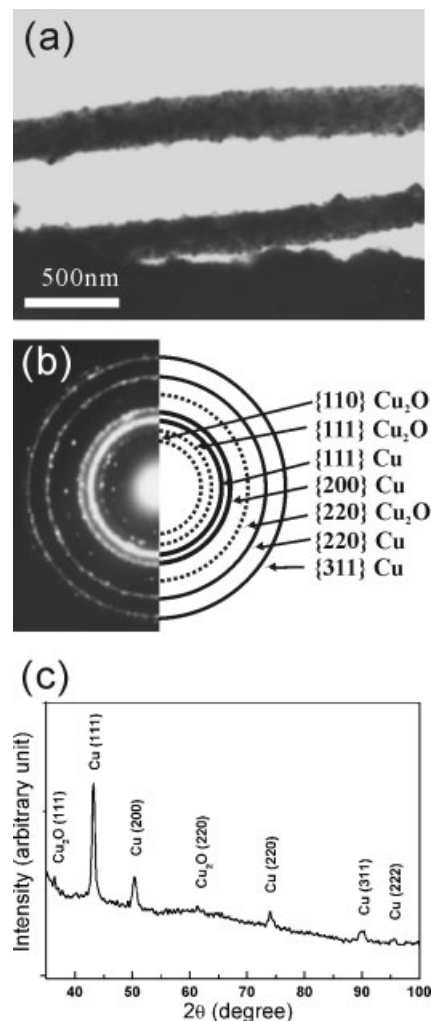 (a)
500nm
(b)
{110} Cu₂O
{111} Cu₂O
{111} Cu
{200} Cu
{220} Cu₂O
{220} Cu
{311} Cu
(c)
Intensity (arbitrary unit)
Cu₂O (111)
Cu (111)
Cu (200)
Cu₂O (220)
Cu (220)
Cu (311)
Cu (222)
40 50 60 70 80 90 100
2θ (degree)